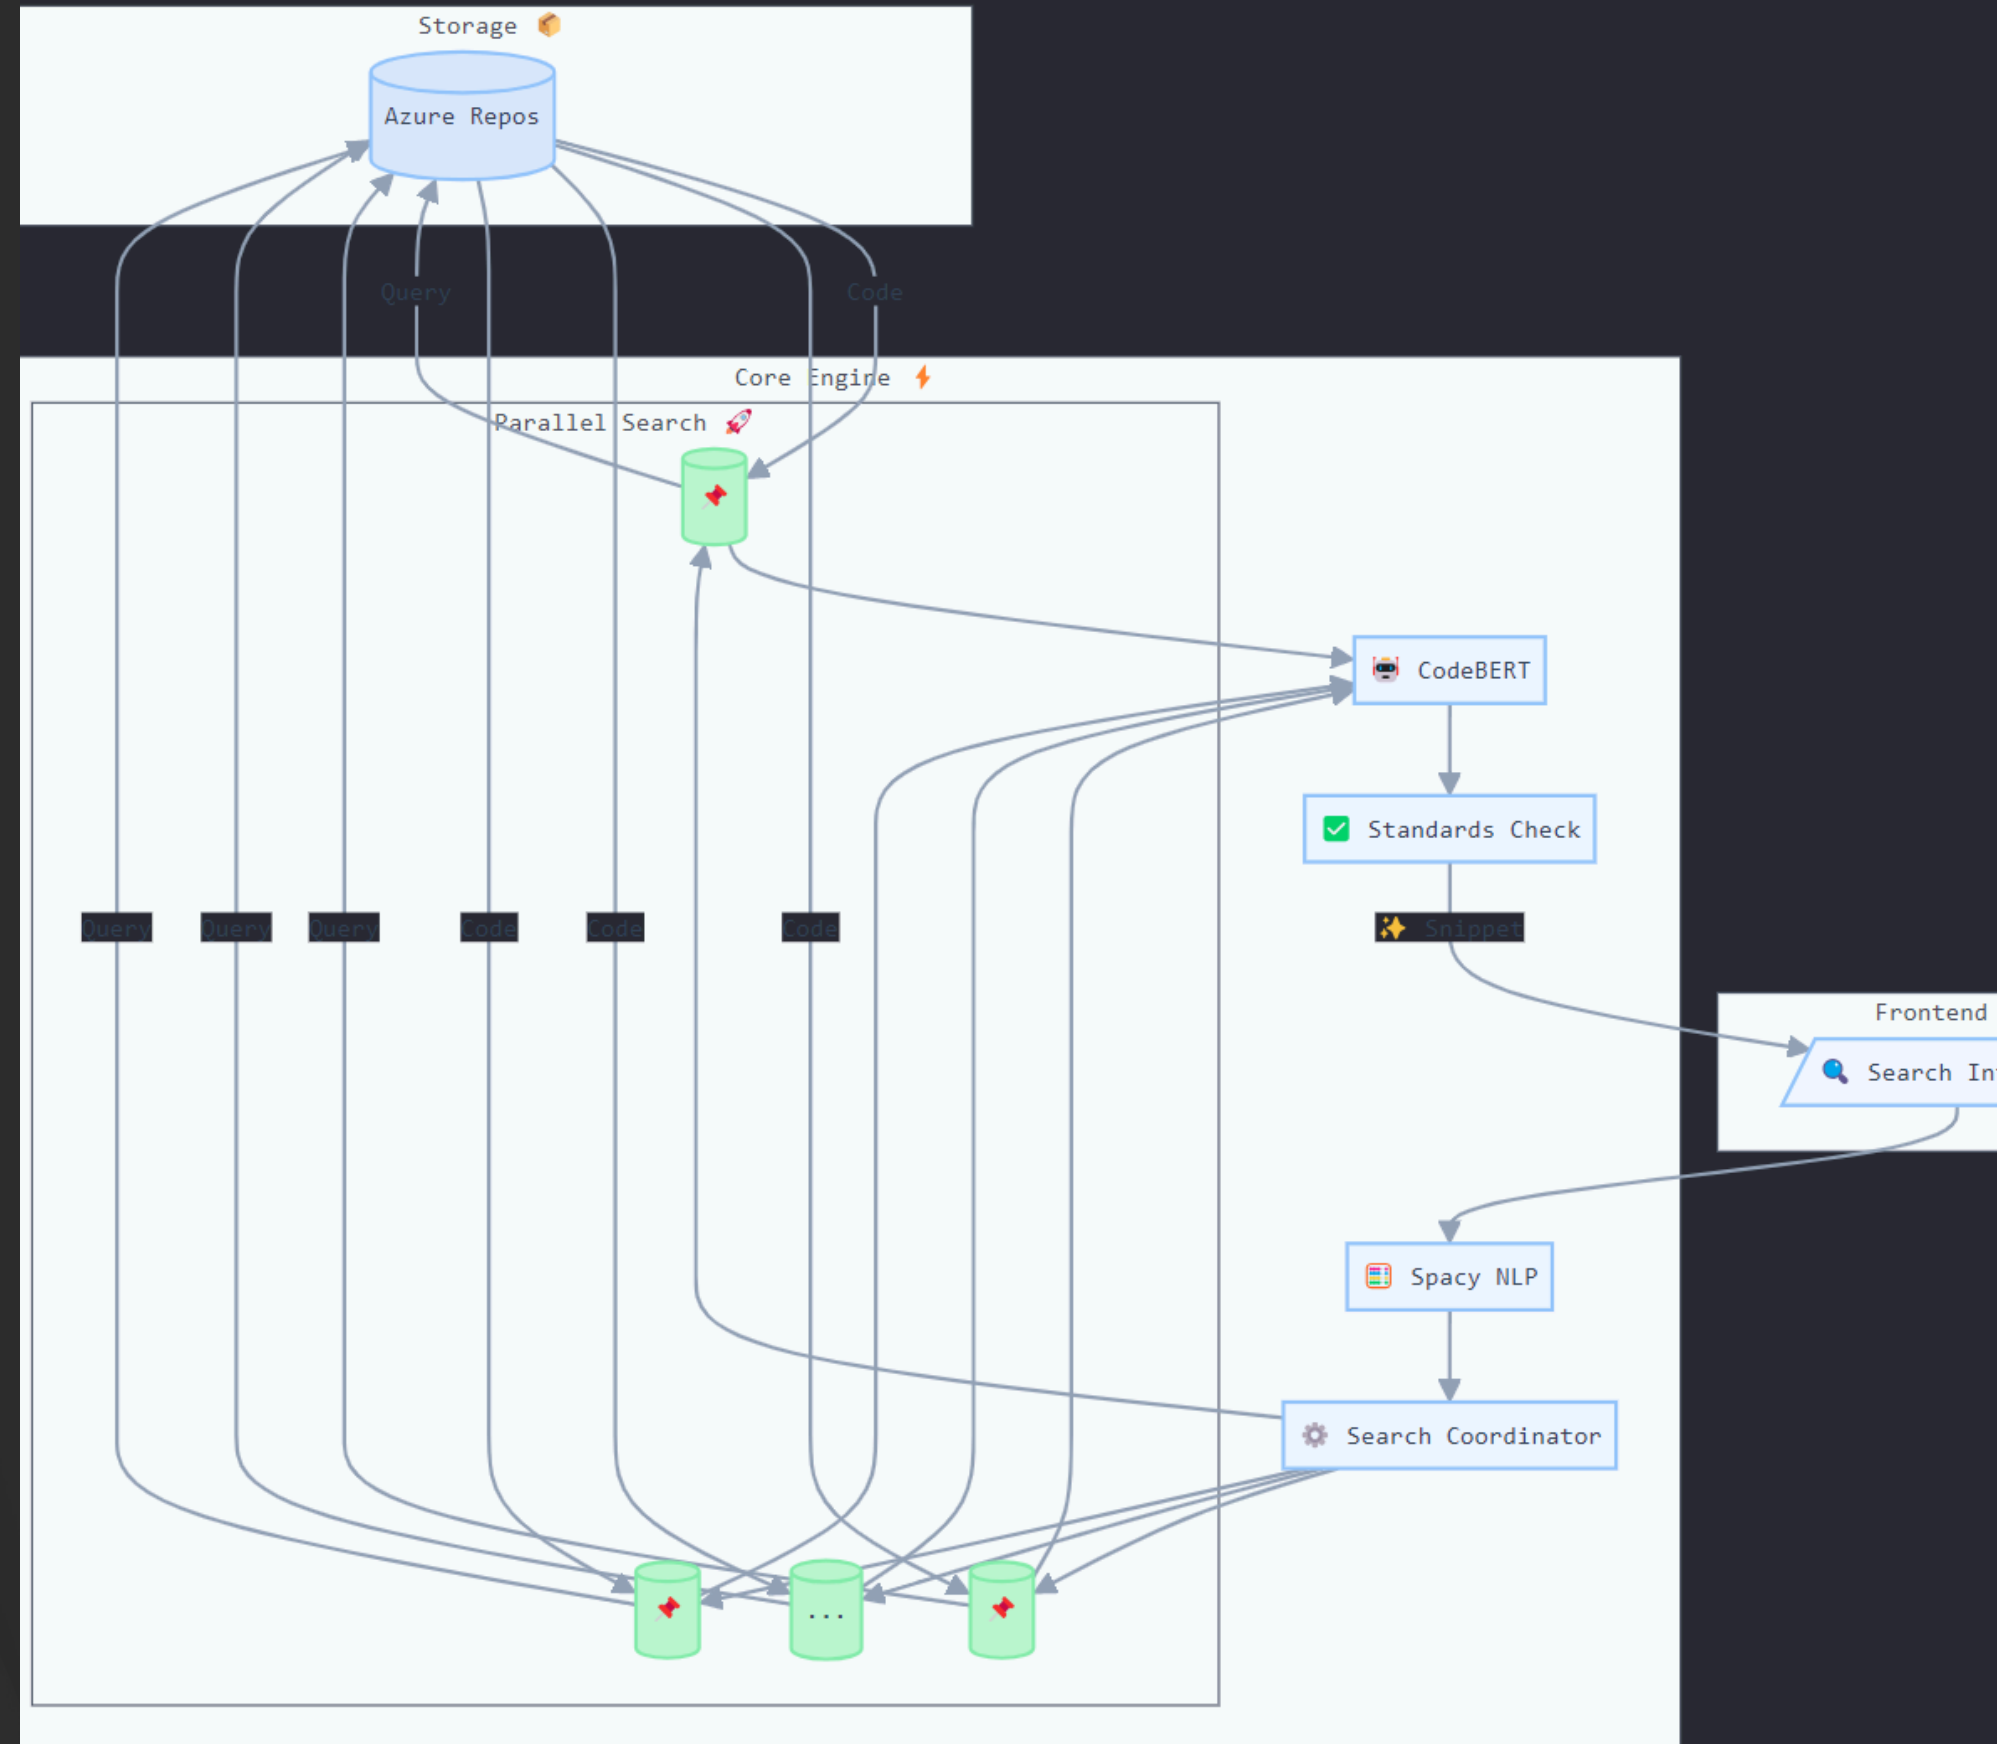 Storage 📦
Azure Repos
Query
Code
Core Engine ⚡
Parallel Search 🚀
📌
🤖 CodeBERT
✅ Standards Check
Query
Query
Query
Code
Code
Code
✨ Snippet
Frontend
🔍 Search In
🧮 Spacy NLP
⚙️ Search Coordinator
📌
...
📌